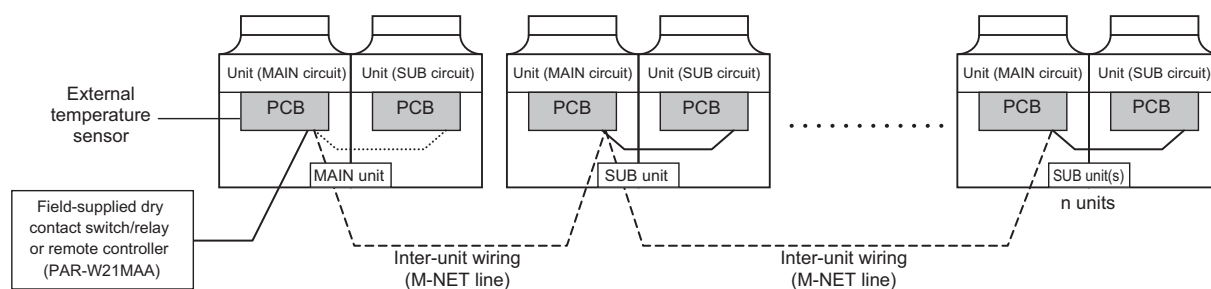 Unit (MAIN circuit) Unit (SUB circuit)
PCB PCB
MAIN unit
External
temperature
sensor
Field-supplied dry
contact switch/relay
or remote controller
(PAR-W21MAA)
Unit (MAIN circuit) Unit (SUB circuit)
PCB PCB
SUB unit
Unit (MAIN circuit) Unit (SUB circuit)
PCB PCB
SUB unit(s)
n units
Inter-unit wiring
(M-NET line)
Inter-unit wiring
(M-NET line)